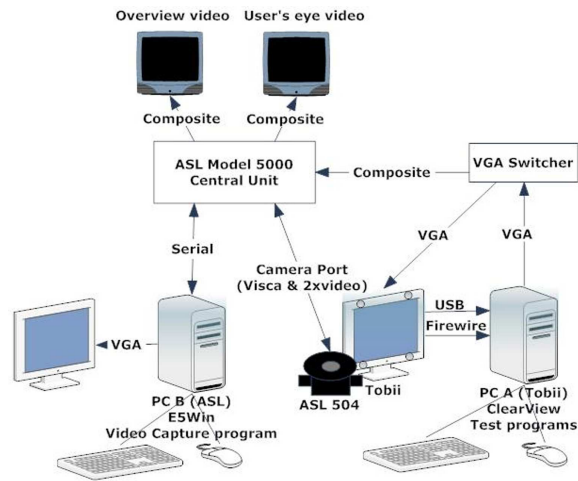 Overview video
User's eye video
Composite
Composite
ASL Model 5000
Central Unit
Composite
VGA Switcher
Serial
Camera Port
(Visca & 2xvideo)
VGA
VGA
USB
Firewire
VGA
Tobii
ASL 504
PC B (ASL)
E5Win
Video Capture program
PC A (Tobii)
ClearView
Test programs